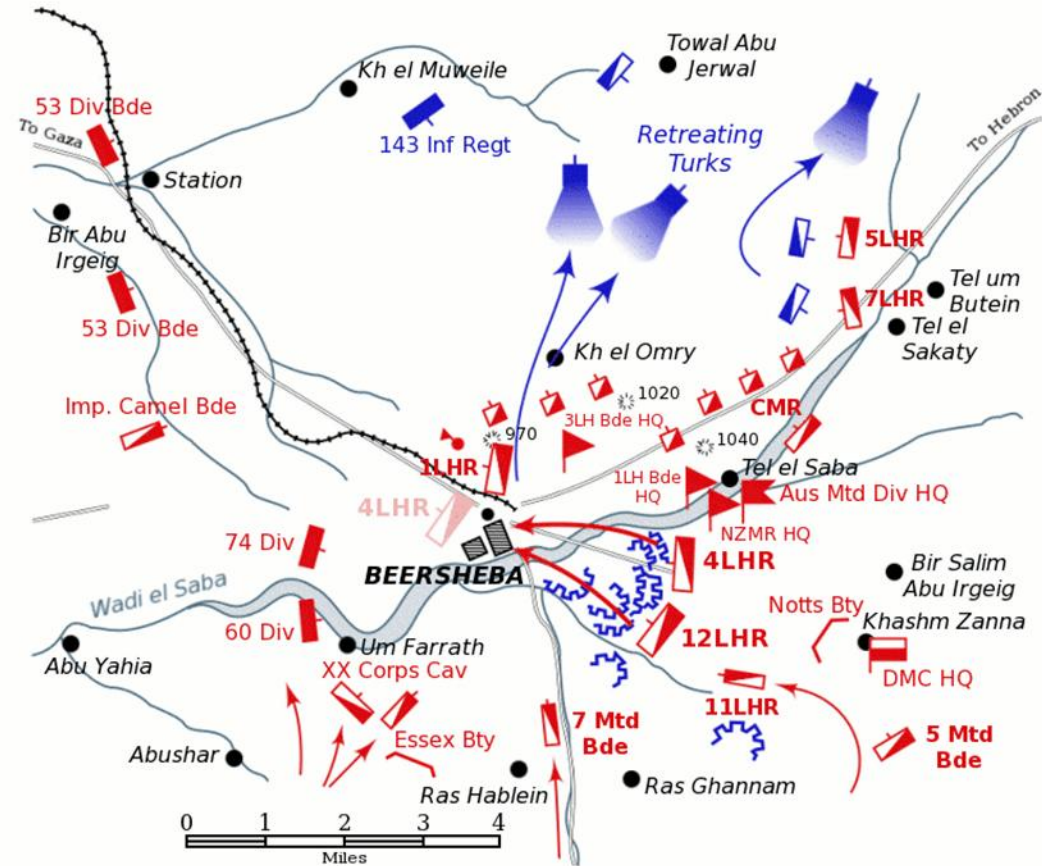 Towal Abu
Jerwal
Kh el Muweile
53 Div Bde
143 Inf Regt
To Gaza
Retreating
Turks
To Hebron
Station
Bir Abu
Irgeig
5LHR
53 Div Bde
7LHR
Tel um
Butein
Tel el
Sakaty
Kh el Omry
1020
Imp. Camel Bde
CMR
970
3LH Bde HQ
1040
1LHR
Tel el Saba
1LH Bde
HQ
Aus Mtd Div HQ
4LHR
NZMR HQ
74 Div
4LHR
BEERSHEBA
Bir Salim
Abu Irgeig
Wadi el Saba
Notts Bty
Khashm Zanna
60 Div
12LHR
Um Farrath
Abu Yahia
XX Corps Cav
DMC HQ
11LHR
7 Mtd
Bde
5 Mtd
Bde
Essex Bty
Abushar
Ras Hablein
Ras Ghannam
0 1 2 3 4
Miles